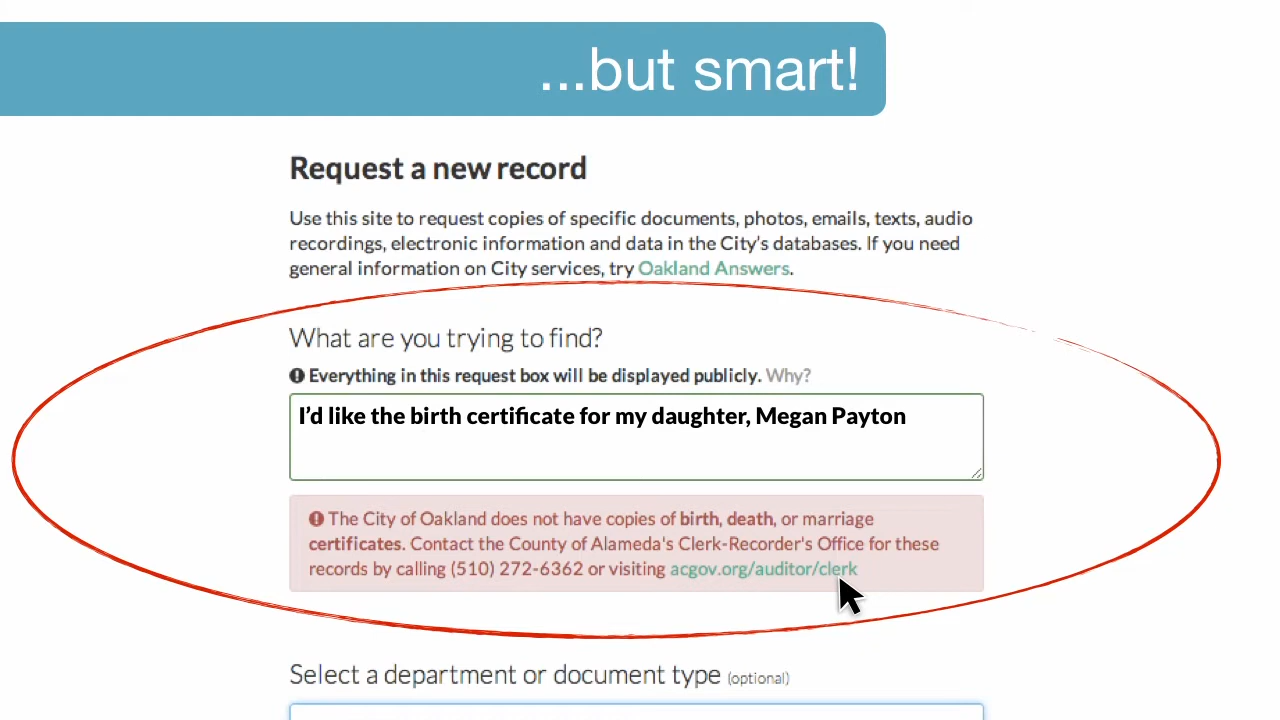 ...but smart!
Request a new record
Use this site to request copies of specific documents, photos, emails, texts, audio
recordings, electronic information and data in the City's databases. If you need
general information on City services, try Oakland Answers.
What are you trying to find?
Everything in this request box will be displayed publicly. Why?
I'd like the birth certificate for my daughter, Megan Payton
The City of Oakland does not have copies of birth, death, or marriage
certificates. Contact the County of Alameda's Clerk-Recorder's Office for these
records by calling (510) 272-6362 or visiting acgov.org/auditor/clerk
Select a department or document type (optional)